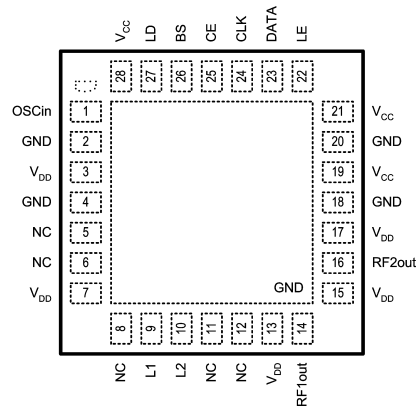 VCC LD BS CE CLK DATA LE
28 27 26 25 24 23 22
OSCin 1 21 VCC
GND 2 20 GND
VDD 3 19 VCC
GND 4 18 GND
NC 5 17 VDD
NC 6 16 RF2out
VDD 7 GND 15 VDD
8 9 10 11 12 13 14
NC L1 L2 NC NC VDD RF1out